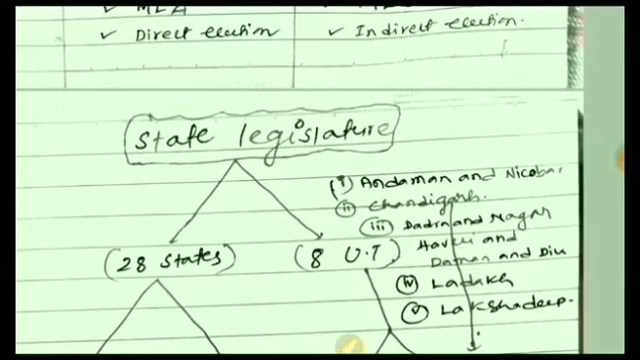 ✓ MLA
✓ Direct election
✓ Indirect election.
State legislature
(28 States)
(8 U.T)
(i) Andaman and Nicobar,
(ii) Chandigarh.
(iii) Dadra and Nagar
Haveli and
Daman and Diu
(iv) Ladakh
(v) Lakshadeep.